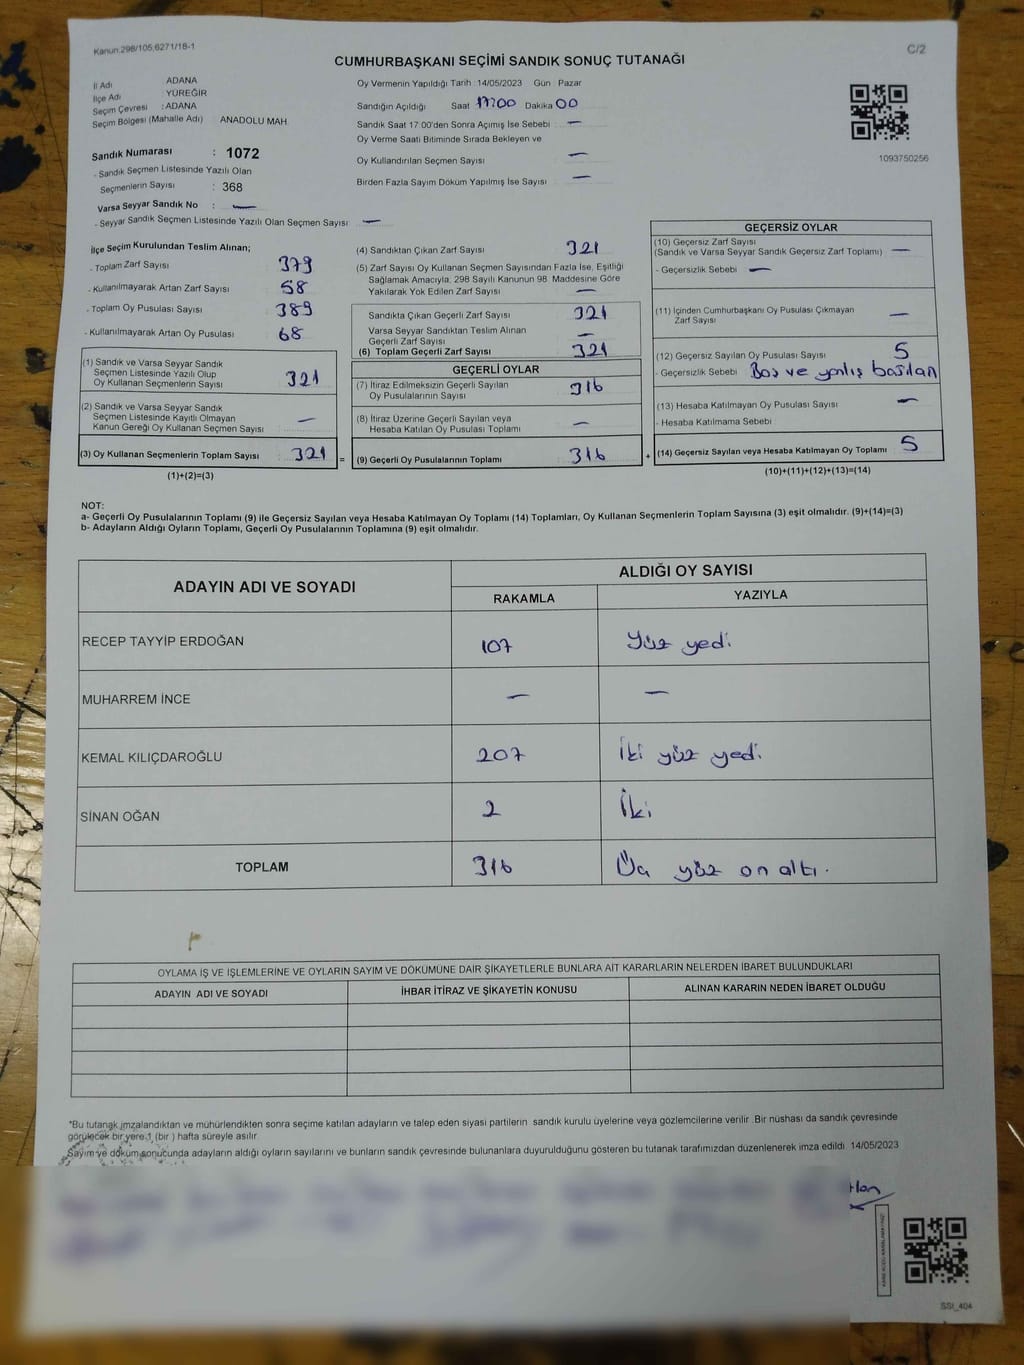 Kanun:298/105,6271/18-1
C/2
CUMHURBAŞKANI SEÇİMİ SANDIK SONUÇ TUTANAĞI
İl Adı ADANA
İlçe Adı YÜREĞİR
Seçim Çevresi : ADANA
Seçim Bölgesi (Mahalle Adı) ANADOLU MAH.
Sandık Numarası : 1072
- Sandık Seçmen Listesinde Yazılı Olan
Seçmenlerin Sayısı : 368
Varsa Seyyar Sandık No : —
- Seyyar Sandık Seçmen Listesinde Yazılı Olan Seçmen Sayısı : —
Oy Vermenin Yapıldığı Tarih : 14/05/2023 Gün : Pazar
Sandığın Açıldığı Saat 17:00 Dakika 00
Sandık Saat 17:00'den Sonra Açılmış İse Sebebi : —
Oy Verme Saati Bitiminde Sırada Bekleyen ve
Oy Kullandırılan Seçmen Sayısı —
Birden Fazla Sayım Döküm Yapılmış İse Sayısı : —
1093750256
İlçe Seçim Kurulundan Teslim Alınan;
- Toplam Zarf Sayısı 379
- Kullanılmayarak Artan Zarf Sayısı 58
- Toplam Oy Pusulası Sayısı 389
- Kullanılmayarak Artan Oy Pusulası 68
(1) Sandık ve Varsa Seyyar Sandık
Seçmen Listesinde Yazılı Olup
Oy Kullanan Seçmenlerin Sayısı 321
(2) Sandık ve Varsa Seyyar Sandık
Seçmen Listesinde Kayıtlı Olmayan
Kanun Gereği Oy Kullanan Seçmen Sayısı —
(3) Oy Kullanan Seçmenlerin Toplam Sayısı 321
(1)+(2)=(3)
(4) Sandıktan Çıkan Zarf Sayısı 321
(5) Zarf Sayısı Oy Kullanan Seçmen Sayısından Fazla İse, Eşitliği
Sağlamak Amacıyla, 298 Sayılı Kanunun 98. Maddesine Göre
Yakılarak Yok Edilen Zarf Sayısı —
Sandıkta Çıkan Geçerli Zarf Sayısı 321
Varsa Seyyar Sandıktan Teslim Alınan
Geçerli Zarf Sayısı —
(6) Toplam Geçerli Zarf Sayısı 321
GEÇERLİ OYLAR
(7) İtiraz Edilmeksizin Geçerli Sayılan
Oy Pusulalarının Sayısı 316
(8) İtiraz Üzerine Geçerli Sayılan veya
Hesaba Katılan Oy Pusulası Toplamı —
= (9) Geçerli Oy Pusulalarının Toplamı 316
GEÇERSİZ OYLAR
(10) Geçersiz Zarf Sayısı
(Sandık ve Varsa Seyyar Sandık Geçersiz Zarf Toplamı) —
- Geçersizlik Sebebi —
(11) İçinden Cumhurbaşkanı Oy Pusulası Çıkmayan
Zarf Sayısı —
(12) Geçersiz Sayılan Oy Pusulası Sayısı 5
- Geçersizlik Sebebi Boş ve yanlış basılan
(13) Hesaba Katılmayan Oy Pusulası Sayısı —
- Hesaba Katılmama Sebebi
+ (14) Geçersiz Sayılan veya Hesaba Katılmayan Oy Toplamı 5
(10)+(11)+(12)+(13)=(14)
NOT:
a- Geçerli Oy Pusulalarının Toplamı (9) ile Geçersiz Sayılan veya Hesaba Katılmayan Oy Toplamı (14) Toplamları, Oy Kullanan Seçmenlerin Toplam Sayısına (3) eşit olmalıdır. (9)+(14)=(3)
b- Adayların Aldığı Oyların Toplamı, Geçerli Oy Pusulalarının Toplamına (9) eşit olmalıdır.
ADAYIN ADI VE SOYADI
ALDIĞI OY SAYISI
RAKAMLA YAZIYLA
RECEP TAYYİP ERDOĞAN 107 Yüz yedi
MUHARREM İNCE — —
KEMAL KILIÇDAROĞLU 207 İki yüz yedi
SİNAN OĞAN 2 İki
TOPLAM 316 Üç yüz on altı.
OYLAMA İŞ VE İŞLEMLERİNE VE OYLARIN SAYIM VE DÖKÜMÜNE DAİR ŞİKAYETLERLE BUNLARA AİT KARARLARIN NELERDEN İBARET BULUNDUKLARI
ADAYIN ADI VE SOYADI İHBAR İTİRAZ VE ŞİKAYETİN KONUSU ALINAN KARARIN NEDEN İBARET OLDUĞU
*Bu tutanak imzalandıktan ve mühürlendikten sonra seçime katılan adayların ve talep eden siyasi partilerin sandık kurulu üyelerine veya gözlemcilerine verilir. Bir nüshası da sandık çevresinde
görülecek bir yere 1 (bir ) hafta süreyle asılır.
Sayım ve döküm sonucunda adayların aldığı oyların sayılarını ve bunların sandık çevresinde bulunanlara duyurulduğunu gösteren bu tutanak tarafımızdan düzenlenerek imza edildi. 14/05/2023
SSI_404